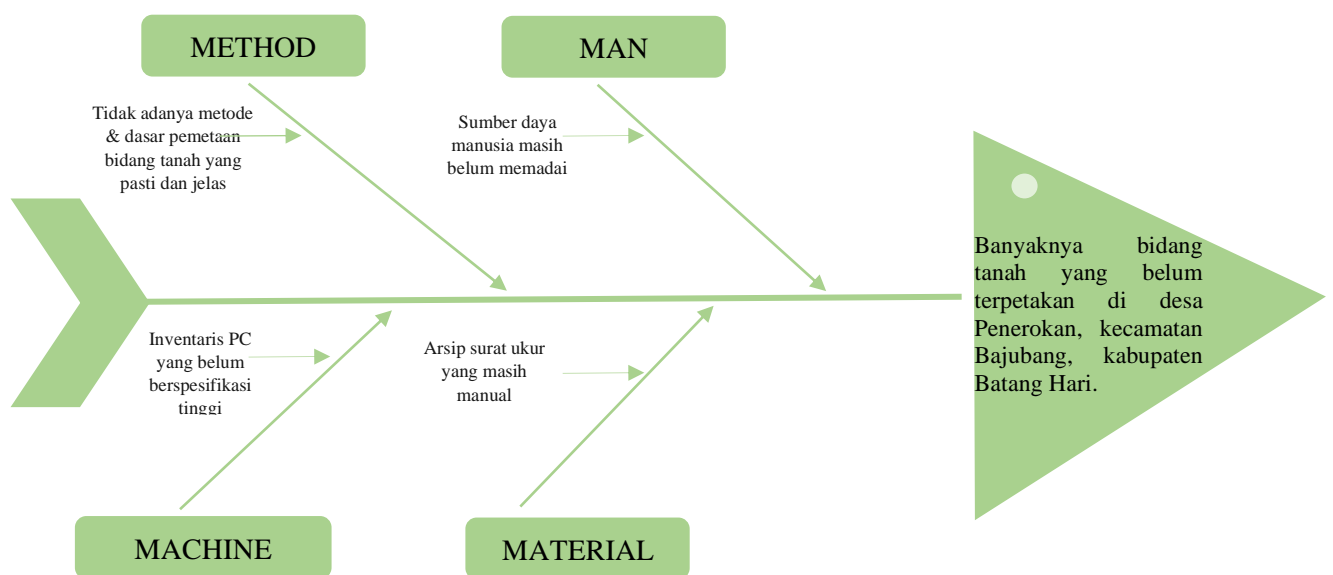 METHOD
MAN
Tidak adanya metode
& dasar pemetaan
bidang tanah yang
pasti dan jelas
Sumber daya
manusia masih
belum memadai
Banyaknya bidang
tanah yang belum
terpetakan di desa
Penerokan, kecamatan
Bajubang, kabupaten
Batang Hari.
Inventaris PC
yang belum
berspesifikasi
tinggi
Arsip surat ukur
yang masih
manual
MACHINE
MATERIAL